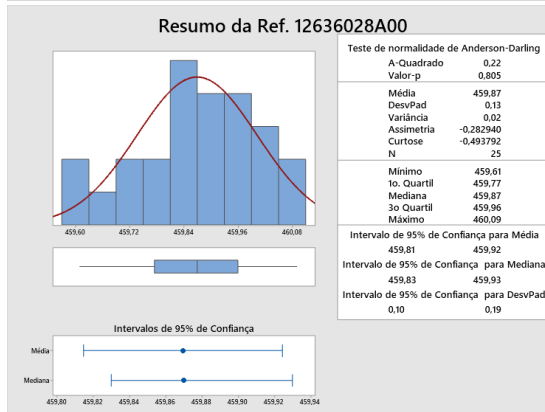 Resumo da Ref. 12636028A00
459,60 459,72 459,84 459,96 460,08
Teste de normalidade de Anderson-Darling
A-Quadrado 0,22
Valor-p 0,805
Média 459,87
DesvPad 0,13
Variância 0,02
Assimetria -0,282940
Curtose -0,493792
N 25
Mínimo 459,61
1o. Quartil 459,77
Mediana 459,87
3o Quartil 459,96
Máximo 460,09
Intervalo de 95% de Confiança para Média
459,81 459,92
Intervalo de 95% de Confiança para Mediana
459,83 459,93
Intervalo de 95% de Confiança para DesvPad
0,10 0,19
Intervalos de 95% de Confiança
Média
Mediana
459,80 459,82 459,84 459,86 459,88 459,90 459,92 459,94